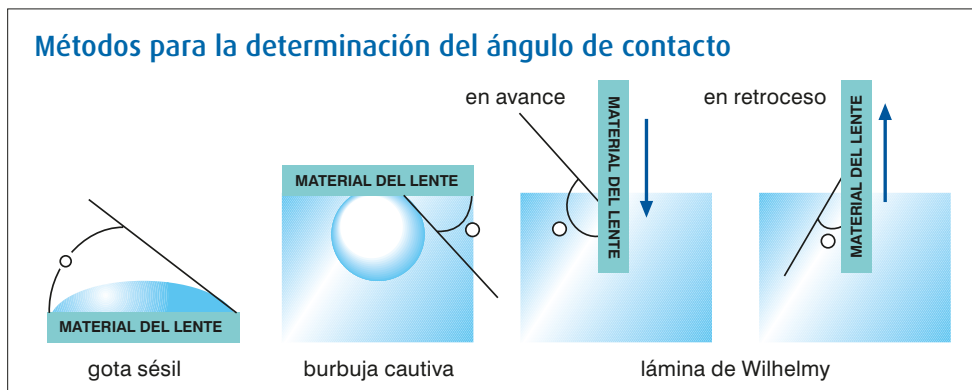 Métodos para la determinación del ángulo de contacto
en avance
en retroceso
MATERIAL DEL LENTE
MATERIAL DEL LENTE
MATERIAL DEL LENTE
MATERIAL DEL LENTE
gota sésil
burbuja cautiva
lámina de Wilhelmy